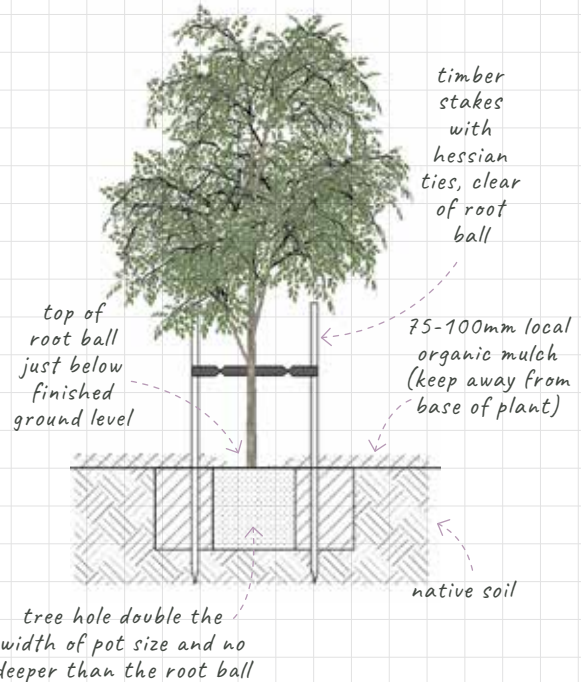 timber
stakes
with
hessian
ties, clear
of root
ball
top of
root ball
just below
finished
ground level
75-100mm local
organic mulch
(keep away from
base of plant)
native soil
tree hole double the
width of pot size and no
deeper than the root ball